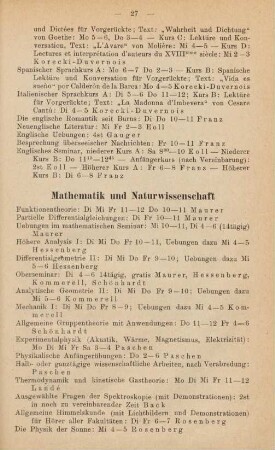 27
und Dictées für Vorgerückte; Text: „Wahrheit und Dichtung"
von Goethe: Mo 5—6, Do 3—4 — Kurs C: Lektüre und Kon-
versation, Text: "L'Avare" von Molière; Mi 4—5 — Kurs D:
Lectures et interprétation d'auteurs du XVIIIme siècle: Mi 2—3
Korecki-Duvernois
Spanischer Sprachkurs A: Mo 6—7 Do 2—3 — Kurs B: Spanische
Lektüre und Konversation für Vorgerückte; Text: "Vida es
sueño" por Calderón de la Barca: Mo 4—5 Korecki-Duvernois
Italienischer Sprachkurs A: Di 5—6 Do 11—12; Kurs B: Lektüre
für Vorgerückte; Text: "La Madonna d'Imbevera" von Cesare
Cantù: Di 4—5 Korecki-Duvernois
Die englische Romantik seit Burns: Do Fr 10—11 Franz
Neuenglische Literatur: Mi Fr 2—3 Eoll
Englische Uebungen: 2st Gauger
Besprechung überseeischer Nachrichten: Fr 10—11 Franz
Englisches Seminar, niederer Kurs A: Sa — Eoll — Niederer
Kurs B: Do — Anfängerkurs (nach Vereinbarung):
2st Eoll — Höherer Kurs A: Di 6—8 Franz — Höherer
Kurs B: Di 6—8 Franz
Mathematik und Naturwissenschaft
Funktionentheorie: Di Mi Fr 11—12 Do 10—11 Maurer
Partielle Differentialgleichungen: Di Fr 10—11 Maurer
Uebungen im mathematischen Seminar: Mi 10—11, Di 4—6 (14tägig)
Maurer
Höhere Analysis I: Di Mi Do Fr 3—4, Uebungen dazu Mi 4—5
Hessenberg
Differentialgeometrie II: Di Mi Do Fr 8—9; Uebungen dazu Mi
5—6 Hessenberg
Oberseminar: Di 4—6 14tägig, gratis Maurer, Hessenberg,
Kommerell, Schönhardt
Analytische Geometrie II: Di Mi Do Fr 9—10; Uebungen dazu
Mi 5—6 Kommerell
Mechanik I: Di Mi Do Fr 8—9; Uebungen dazu Mi 4—5 Kom-
merell
Allgemeine Gruppentheorie mit Anwendungen: Do 11—12 Fr 4—6
Schönhardt
Experimentalphysik (Akustik, Wärme, Magnetismus, Elektrizität):
Mo Di Mi Fr Sa 3—4 Paschen
Physikalische Anfängerübungen: Do 2—6 Paschen
Halb- oder ganztägige wissenschaftliche Arbeiten, nach Verabredung:
Paschen
Thermodynamik und kinetische Gastheorie: Mo Di Mi Fr 11—12
Landé
Ausgewählte Fragen der Spektroskopie (mit Demonstrationen): 2st
in noch zu vereinbarender Zeit Back
Allgemeine Himmelskunde (mit Lichtbildern und Demonstrationen)
für Hörer aller Fakultäten: Di Fr 6—7 Rosenberg
Die Physik der Sonne: Mi 4—5 Rosenberg